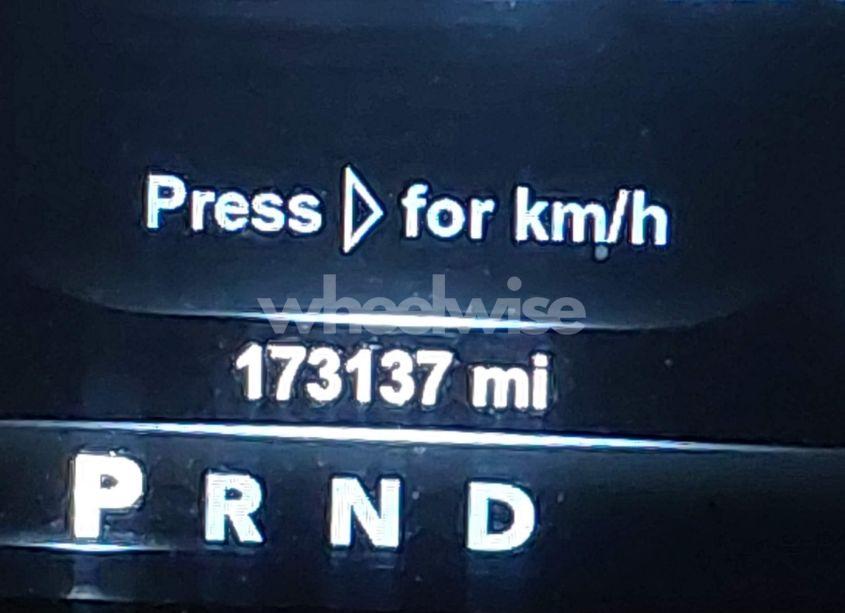 Press ▷ for km/h
wheelwise
173137 mi
P R N D